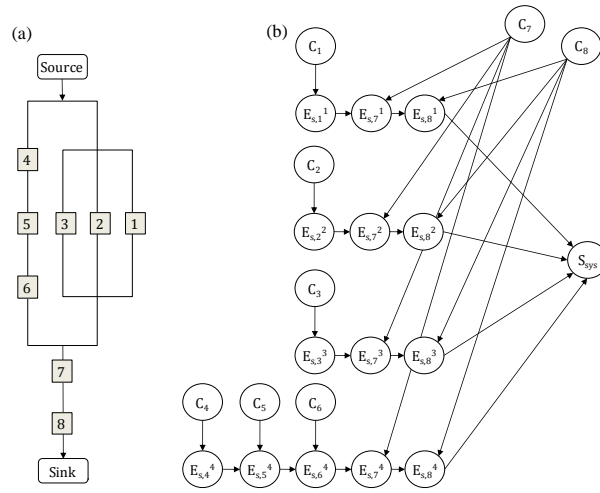 (a)
Source
4
5
3
2
1
6
7
8
Sink
(b)
C₁
C₇
C₈
Eₛ,₁¹
Eₛ,₇¹
Eₛ,₈¹
C₂
Eₛ,₂²
Eₛ,₇²
Eₛ,₈²
Sₛᵧₛ
C₃
Eₛ,₃³
Eₛ,₇³
Eₛ,₈³
C₄
C₅
C₆
Eₛ,₄⁴
Eₛ,₅⁴
Eₛ,₆⁴
Eₛ,₇⁴
Eₛ,₈⁴